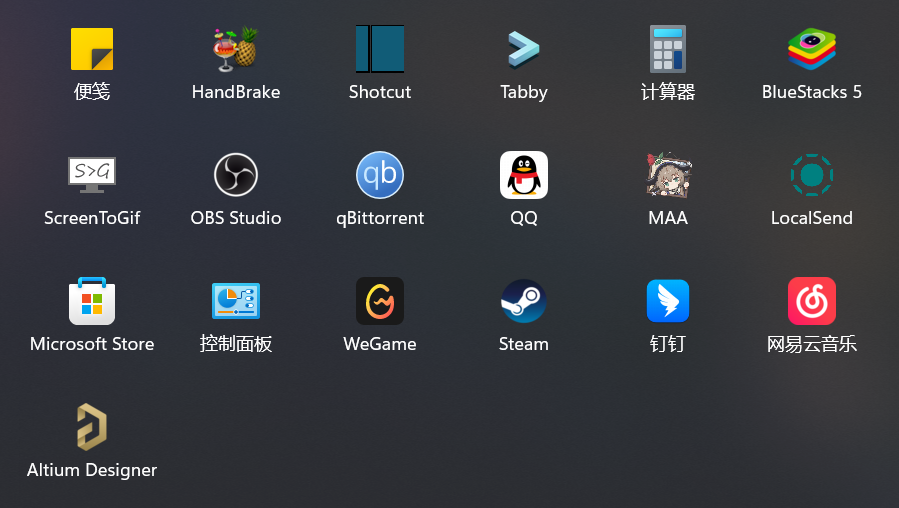 便笺
HandBrake
Shotcut
Tabby
计算器
BlueStacks 5
S>G
ScreenToGif
OBS Studio
qb
qBittorrent
QQ
MAA
LocalSend
Microsoft Store
控制面板
WeGame
Steam
钉钉
网易云音乐
Altium Designer